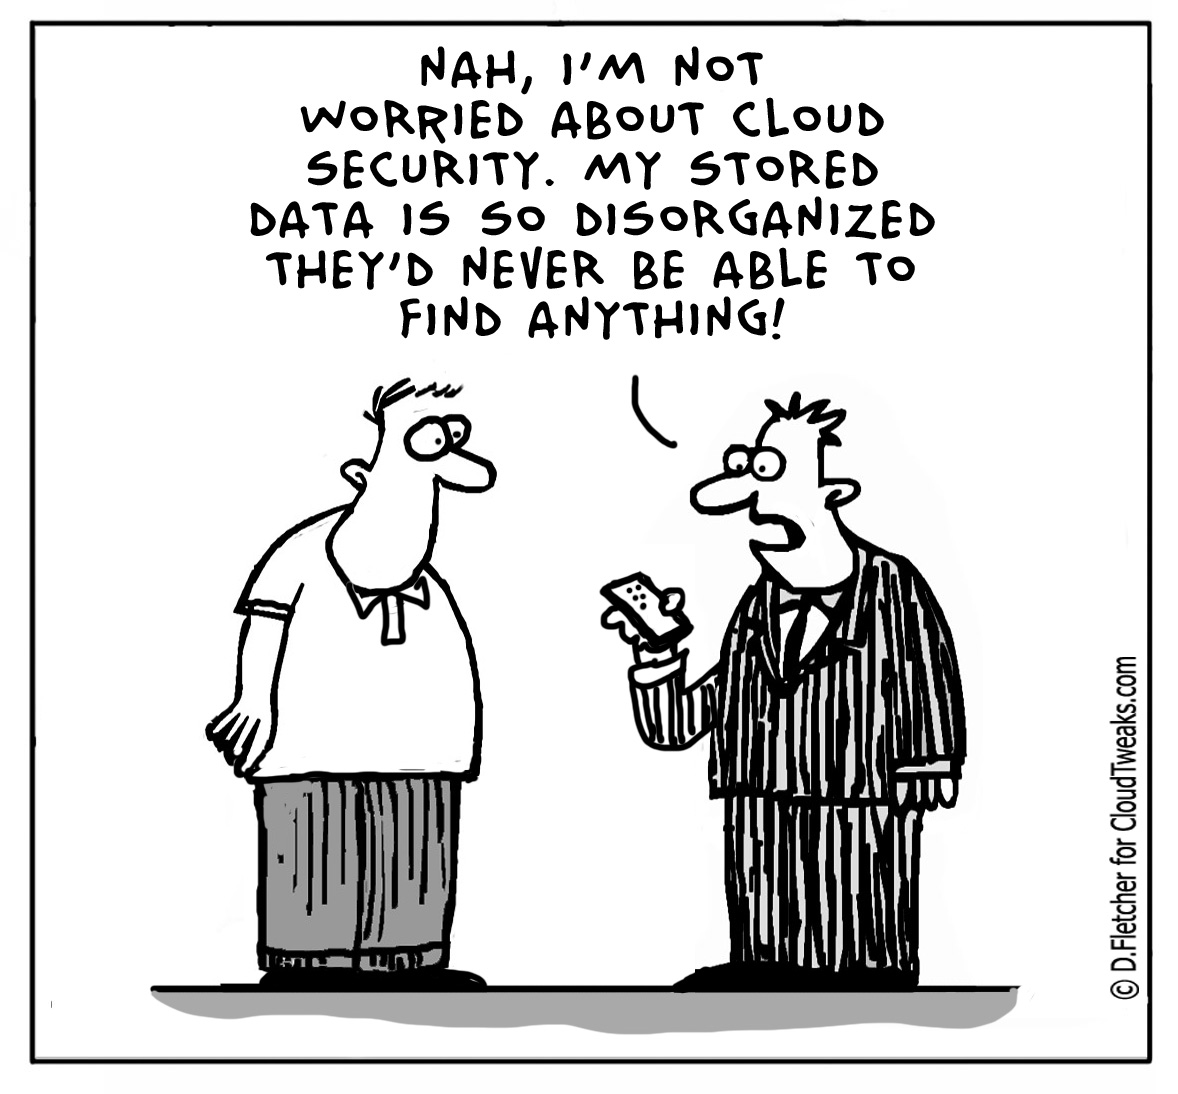 NAH, I'M NOT
WORRIED ABOUT CLOUD
SECURITY. MY STORED
DATA IS SO DISORGANIZED
THEY'D NEVER BE ABLE TO
FIND ANYTHING!
© D.Fletcher for CloudTweaks.com